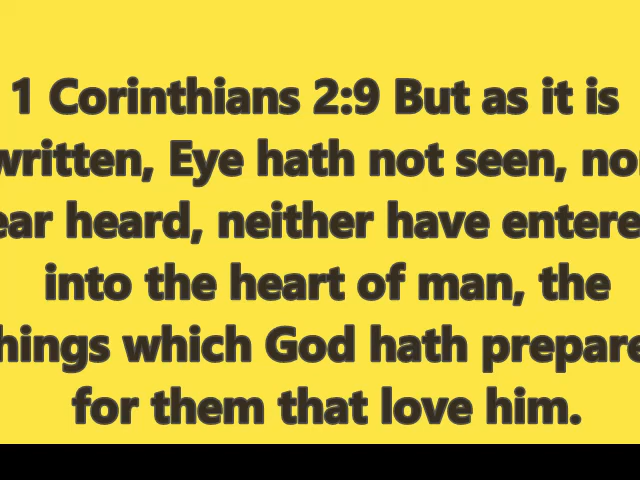 1 Corinthians 2:9 But as it is
written, Eye hath not seen, nor
ear heard, neither have entere
into the heart of man, the
hings which God hath prepare
for them that love him.